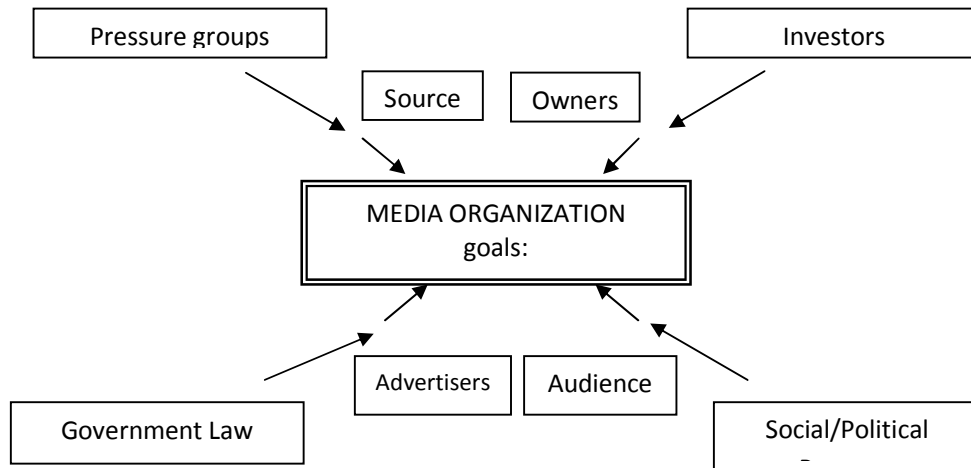 Pressure groups
Investors
Source
Owners
MEDIA ORGANIZATION
goals:
Advertisers
Audience
Government Law
Social/Political